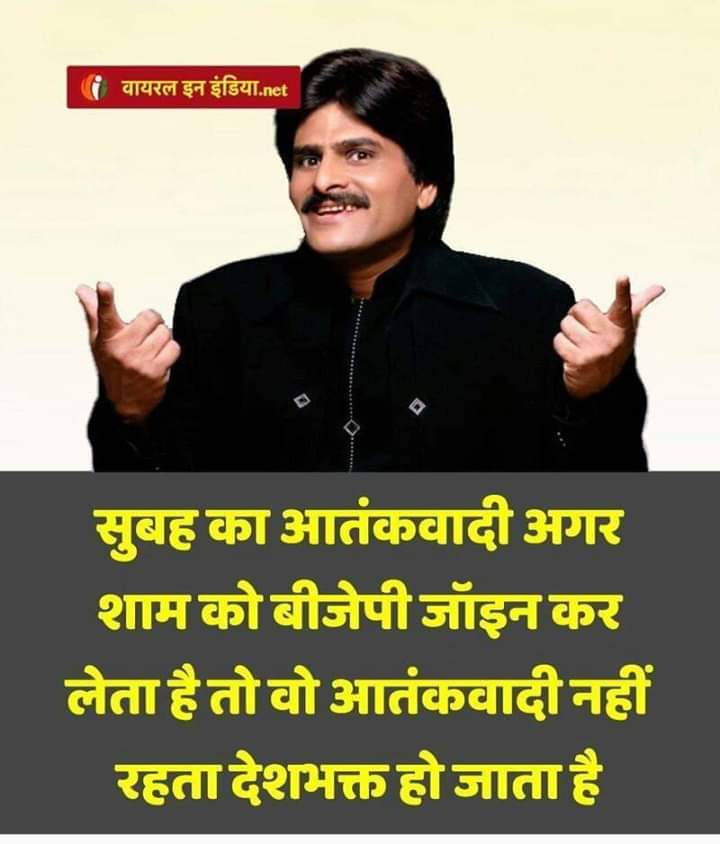 वायरल इन इंडिया.net
सुबह का आतंकवादी अगर
शाम को बीजेपी जॉइन कर
लेता है तो वो आतंकवादी नहीं
रहता देशभक्त हो जाता है